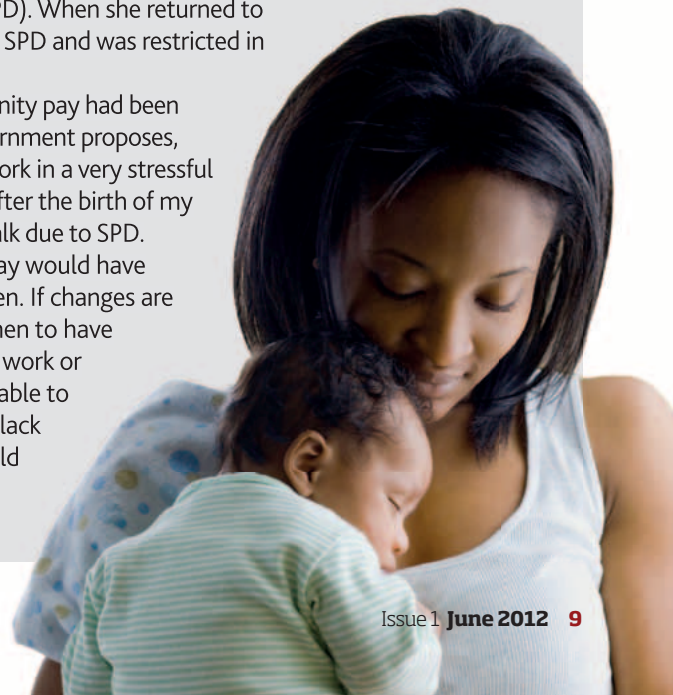 PD). When she returned to
SPD and was restricted in
nity pay had been
ernment proposes,
ork in a very stressful
fter the birth of my
alk due to SPD.
ay would have
en. If changes are
nen to have
work or
able to
lack
ld
Issue 1 June 2012 9